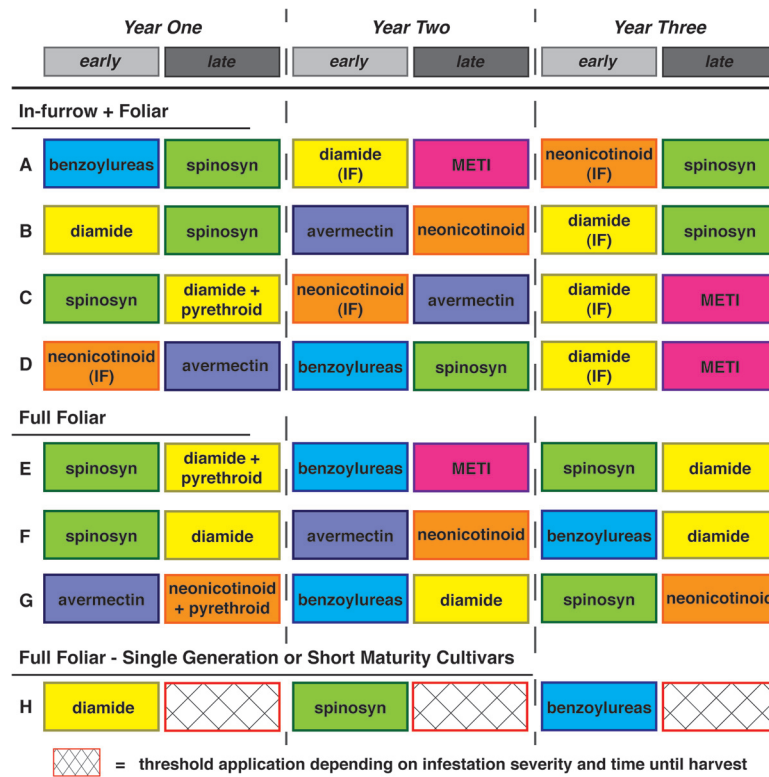 Year One Year Two Year Three
early late early late early late
In-furrow + Foliar
A benzoylureas spinosyn diamide (IF) METI neonicotinoid (IF) spinosyn
B diamide spinosyn avermectin neonicotinoid diamide (IF) spinosyn
C spinosyn diamide + pyrethroid neonicotinoid (IF) avermectin diamide (IF) METI
D neonicotinoid (IF) avermectin benzoylureas spinosyn diamide (IF) METI
Full Foliar
E spinosyn diamide + pyrethroid benzoylureas METI spinosyn diamide
F spinosyn diamide avermectin neonicotinoid benzoylureas diamide
G avermectin neonicotinoid + pyrethroid benzoylureas diamide spinosyn neonicotinoid
Full Foliar - Single Generation or Short Maturity Cultivars
H diamide spinosyn benzoylureas
= threshold application depending on infestation severity and time until harvest